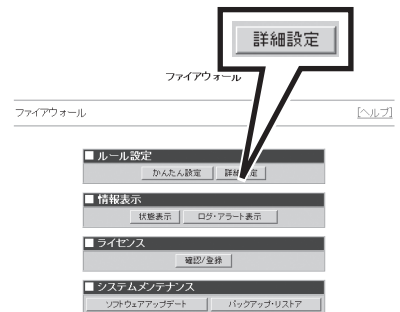 詳細設定
ファイアウォール
ファイアウォール [ヘルプ]
■ ルール設定
かんたん設定 詳細設定
■ 情報表示
状態表示 ログ・アラート表示
■ ライセンス
確認/登録
■ システムメンテナンス
ソフトウェアアップデート バックアップ・リストア